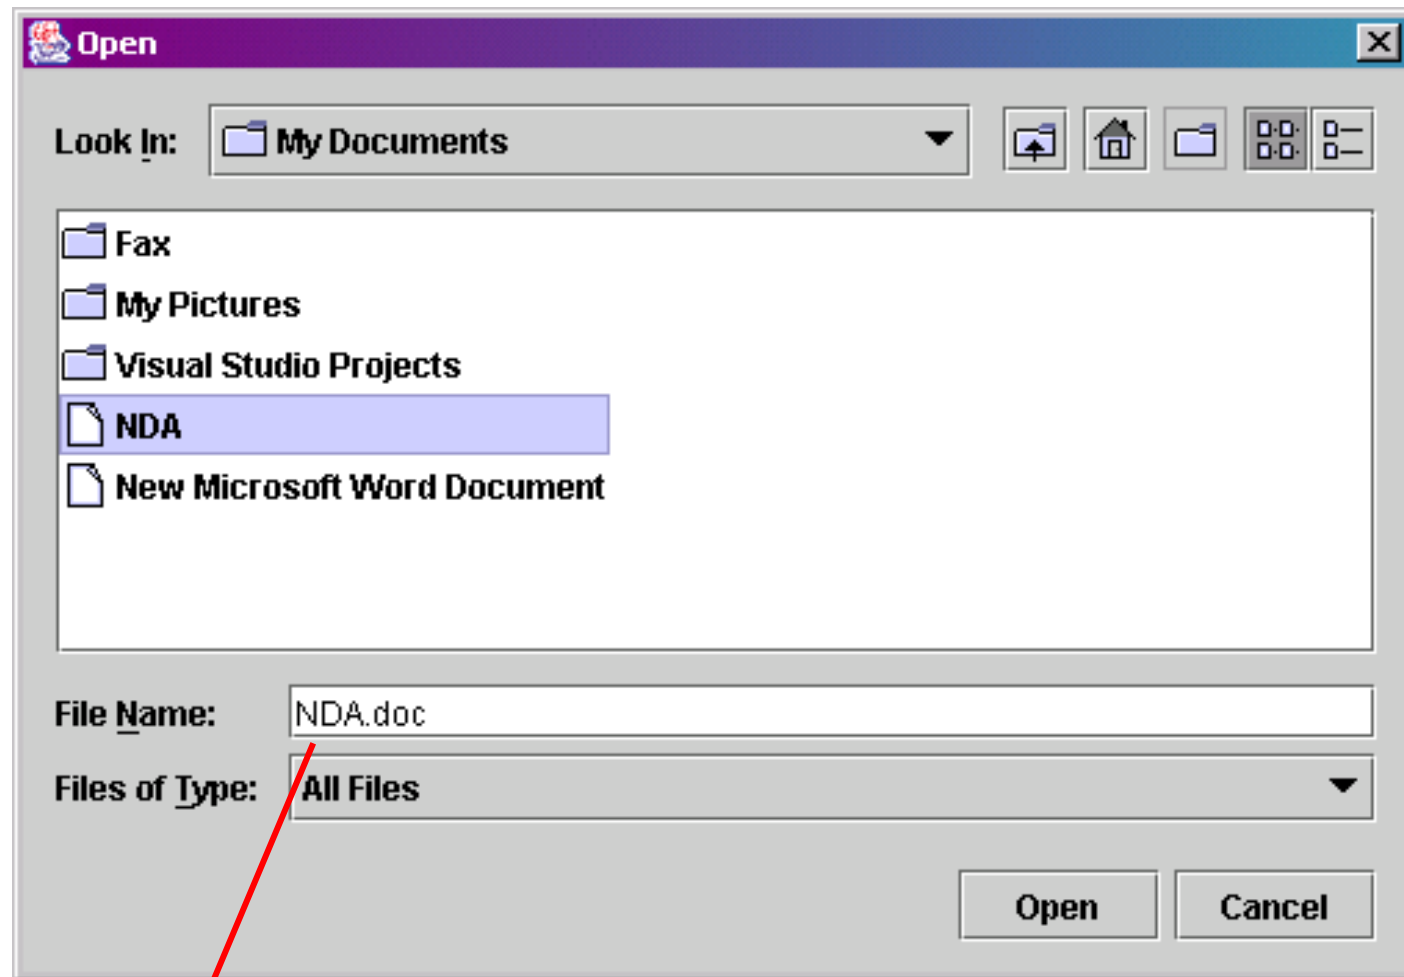 Open
Look In: My Documents
Fax
My Pictures
Visual Studio Projects
NDA
New Microsoft Word Document
File Name: NDA.doc
Files of Type: All Files
Open Cancel